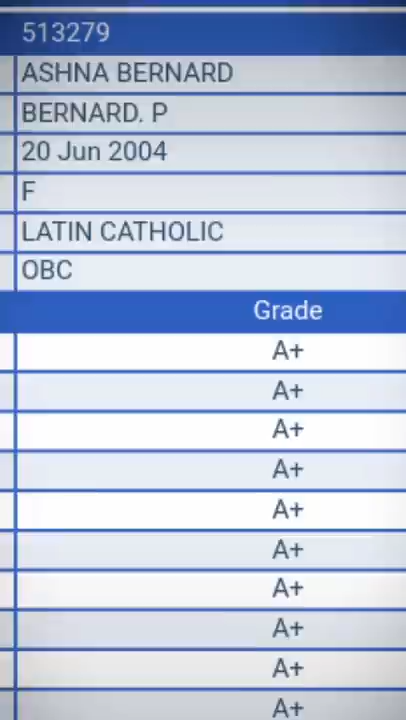 513279
ASHNA BERNARD
BERNARD. P
20 Jun 2004
F
LATIN CATHOLIC
OBC
Grade
A+
A+
A+
A+
A+
A+
A+
A+
A+
A+